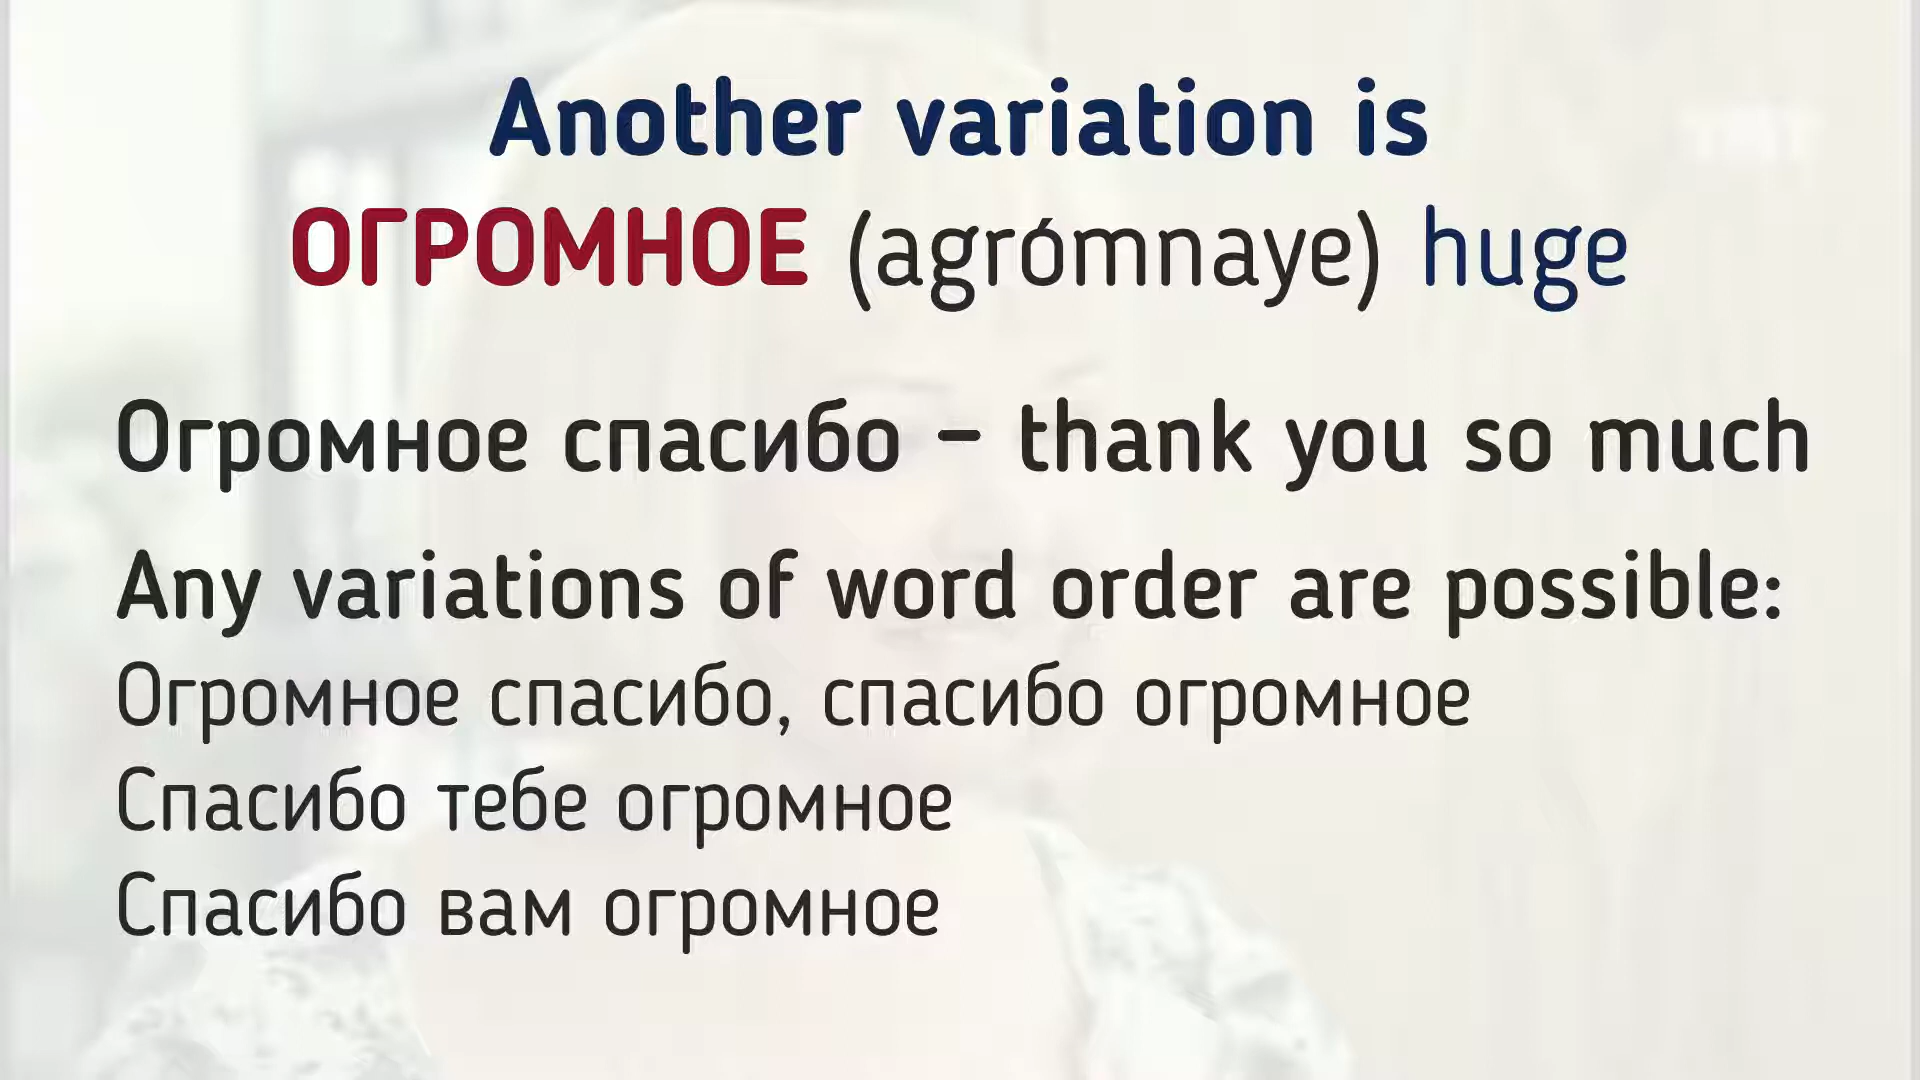 Another variation is
ОГРОМНОЕ (agrómnaye) huge
Огромное спасибо – thank you so much
Any variations of word order are possible:
Огромное спасибо, спасибо огромное
Спасибо тебе огромное
Спасибо вам огромное